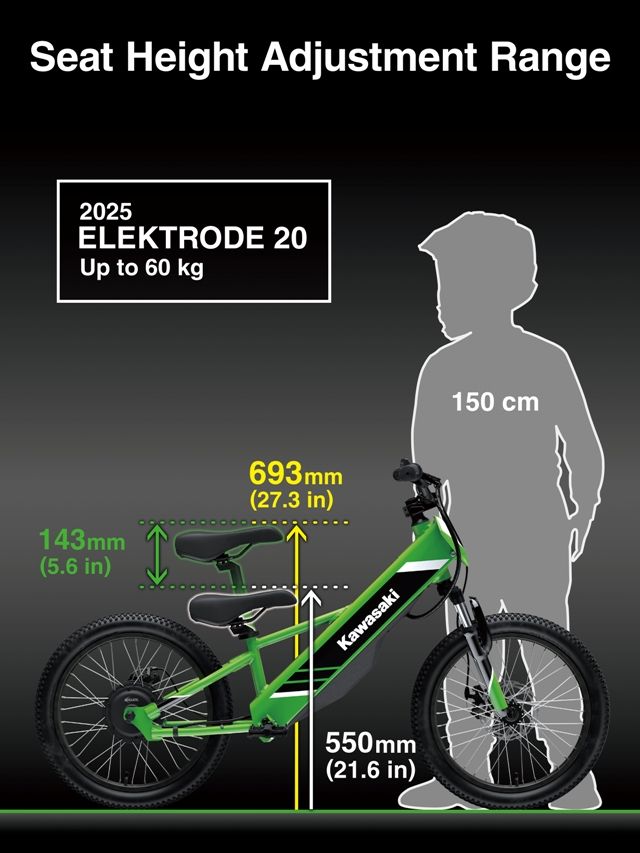 Seat Height Adjustment Range
2025
ELEKTRODE 20
Up to 60 kg
150 cm
693mm
(27.3 in)
143mm
(5.6 in)
Kawasaki
550mm
(21.6 in)